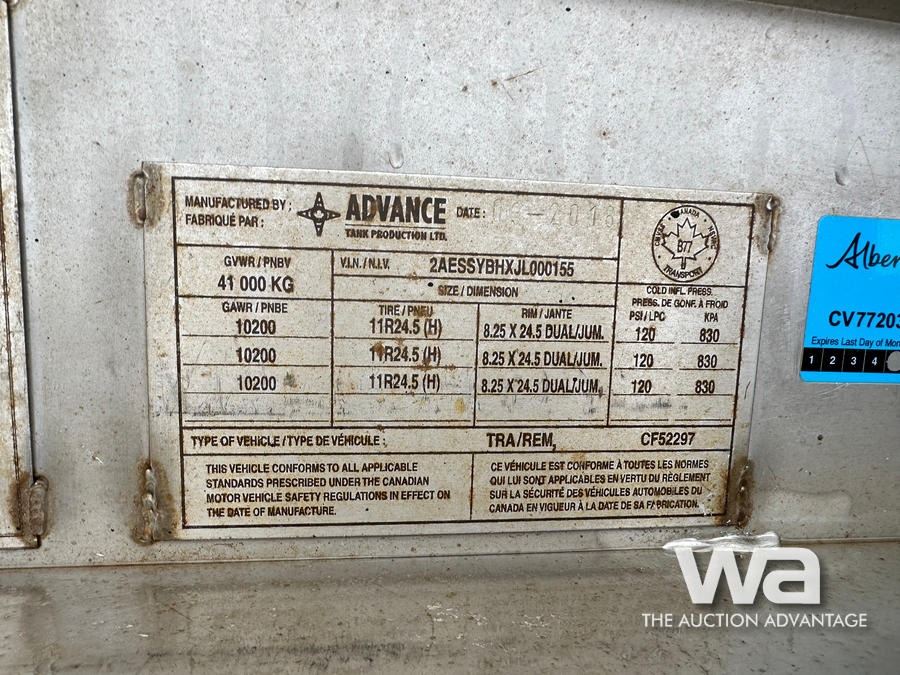 MANUFACTURED BY :
FABRIQUÉ PAR :
ADVANCE
TANK PRODUCTION LTD.
DATE :
CANADA
B77
TRANSPORT
GVWR / PNBV
41 000 KG
V.I.N. / N.I.V.
2AESSYBHXJL000155
SIZE / DIMENSION
COLD INFL. PRESS.
PRESS. DE GONF. À FROID
GAWR / PNBE TIRE / PNEU RIM / JANTE PSI / LPC KPA
10200 11R24.5 (H) 8.25 X 24.5 DUAL/JUM. 120 830
10200 11R24.5 (H) 8.25 X 24.5 DUAL/JUM. 120 830
10200 11R24.5 (H) 8.25 X 24.5 DUAL/JUM. 120 830
TYPE OF VEHICLE / TYPE DE VÉHICULE : TRA/REM, CF52297
THIS VEHICLE CONFORMS TO ALL APPLICABLE
STANDARDS PRESCRIBED UNDER THE CANADIAN
MOTOR VEHICLE SAFETY REGULATIONS IN EFFECT ON
THE DATE OF MANUFACTURE.
CE VÉHICULE EST CONFORME À TOUTES LES NORMES
QUI LUI SONT APPLICABLES EN VERTU DU RÈGLEMENT
SUR LA SÉCURITÉ DES VÉHICULES AUTOMOBILES DU
CANADA EN VIGUEUR À LA DATE DE SA FABRICATION.
Alber
CV77203
Expires Last Day of Mon
1 2 3 4
wa
THE AUCTION ADVANTAGE